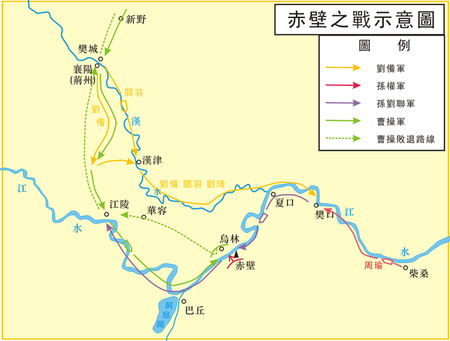 赤壁之戰示意圖
圖 例
劉備軍
孫權軍
孫劉聯軍
曹操軍
曹操敗退路線
新野
樊城
襄陽
(荊州)
關羽
劉
備
漢
漢津
水
劉備 關羽 劉琦
江
水
江陵
華容
夏口
樊口
江
水
烏林
赤壁
周瑜
柴桑
巴丘
洞
庭
湖